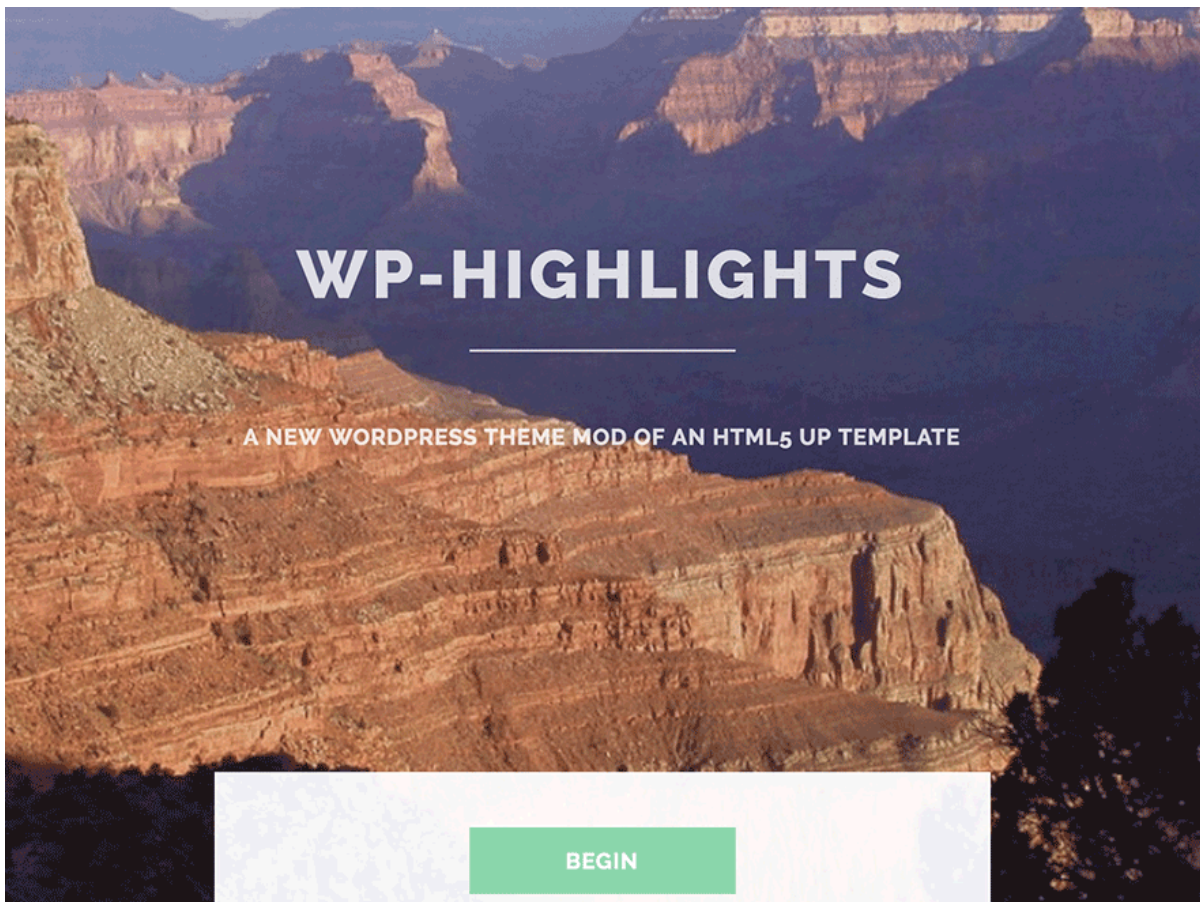 WP-HIGHLIGHTS
A NEW WORDPRESS THEME MOD OF AN HTML5 UP TEMPLATE
BEGIN